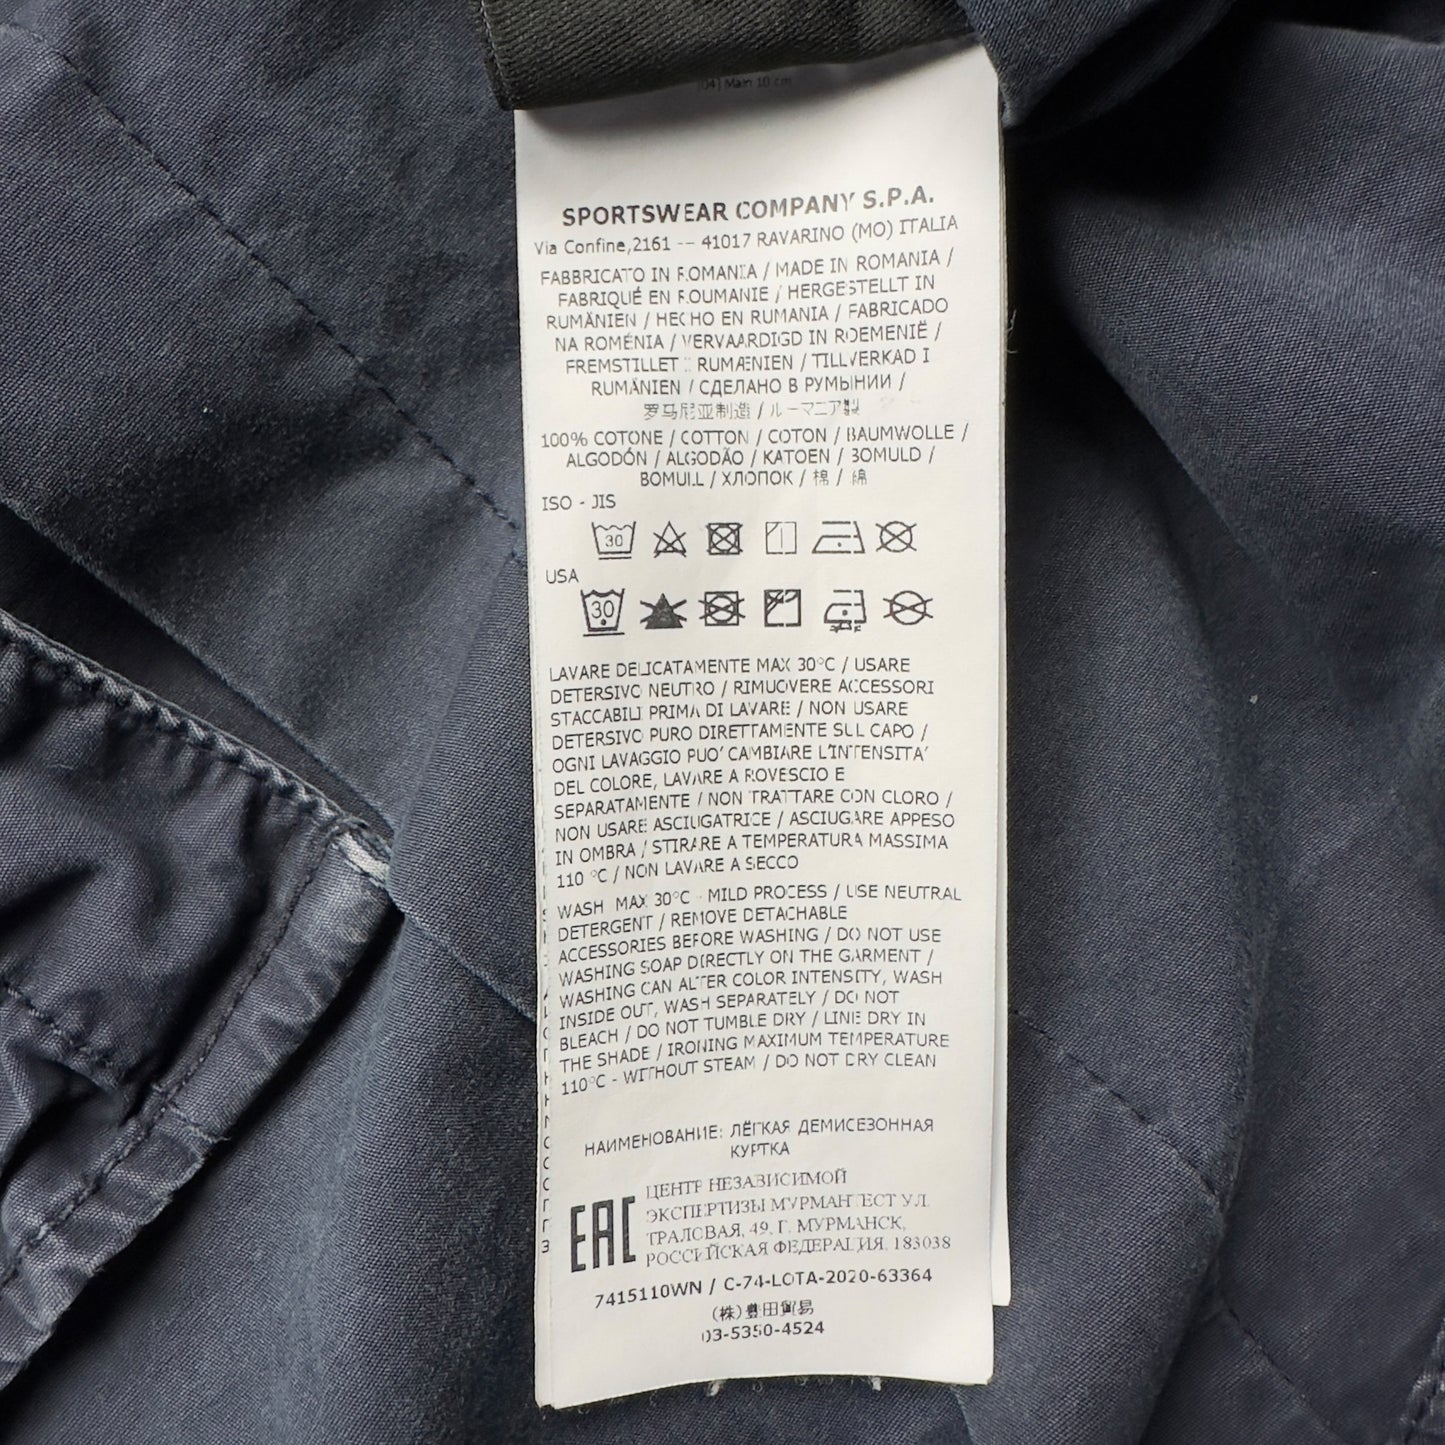 [04] Main 10 cm
SPORTSWEAR COMPANY S.P.A.
Via Confine,2161 -- 41017 RAVARINO (MO) ITALIA
FABBRICATO IN ROMANIA / MADE IN ROMANIA /
FABRIQUÉ EN ROUMANIE / HERGESTELLT IN
RUMÄNIEN / HECHO EN RUMANIA / FABRICADO
NA ROMÉNIA / VERVAARDIGD IN ROEMENIË /
FREMSTILLET I RUMÆNIEN / TILLVERKAD I
RUMÄNIEN / СДЕЛАНО В РУМЫНИИ /
罗马尼亚制造 / ルーマニア製
100% COTONE / COTTON / COTON / BAUMWOLLE /
ALGODÓN / ALGODÃO / KATOEN / BOMULD /
BOMULL / ХЛОПОК / 棉 / 綿
ISO - JIS
30
USA
30
LAVARE DELICATAMENTE MAX 30°C / USARE
DETERSIVO NEUTRO / RIMUOVERE ACCESSORI
STACCABILI PRIMA DI LAVARE / NON USARE
DETERSIVO PURO DIRETTAMENTE SUL CAPO /
OGNI LAVAGGIO PUO' CAMBIARE L'INTENSITA'
DEL COLORE, LAVARE A ROVESCIO E
SEPARATAMENTE / NON TRATTARE CON CLORO /
NON USARE ASCIUGATRICE / ASCIUGARE APPESO
IN OMBRA / STIRARE A TEMPERATURA MASSIMA
110 °C / NON LAVARE A SECCO
WASH MAX 30°C - MILD PROCESS / USE NEUTRAL
DETERGENT / REMOVE DETACHABLE
ACCESSORIES BEFORE WASHING / DO NOT USE
WASHING SOAP DIRECTLY ON THE GARMENT /
WASHING CAN ALTER COLOR INTENSITY, WASH
INSIDE OUT, WASH SEPARATELY / DO NOT
BLEACH / DO NOT TUMBLE DRY / LINE DRY IN
THE SHADE / IRONING MAXIMUM TEMPERATURE
110°C - WITHOUT STEAM / DO NOT DRY CLEAN
НАИМЕНОВАНИЕ: ЛЁГКАЯ ДЕМИСЕЗОННАЯ
КУРТКА
EAC
ЦЕНТР НЕЗАВИСИМОЙ
ЭКСПЕРТИЗЫ МУРМАНТЕСТ УЛ.
ТРАЛОВАЯ, 49, Г. МУРМАНСК,
РОССИЙСКАЯ ФЕДЕРАЦИЯ, 183038
7415110WN / C-74-LOTA-2020-63364
(株)豊田貿易
03-5350-4524